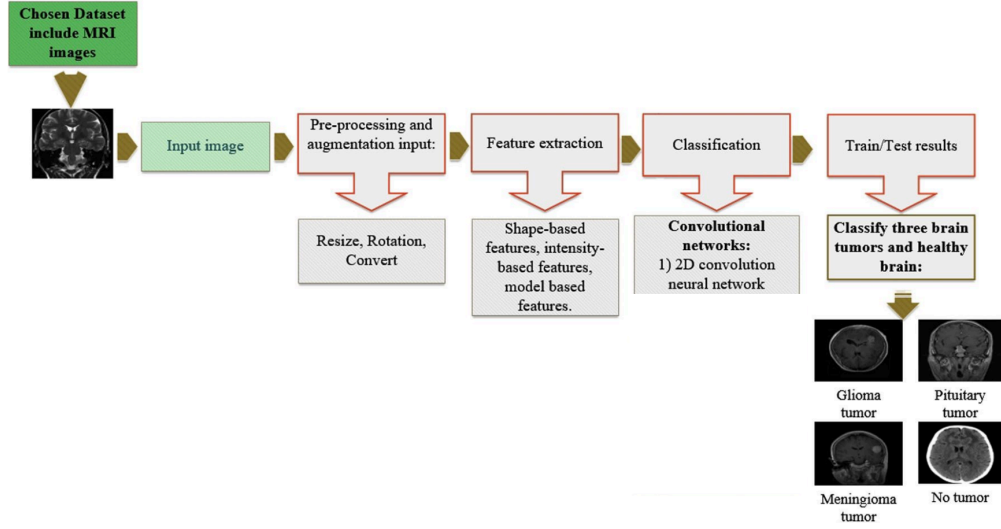 Chosen Dataset
include MRI
images
Input image
Pre-processing and
augmentation input:
Feature extraction
Classification
Train/Test results
Resize, Rotation,
Convert
Shape-based
features, intensity-
based features,
model based
features.
Convolutional
networks:
1) 2D convolution
neural network
Classify three brain
tumors and healthy
brain:
Glioma
tumor
Pituitary
tumor
Meningioma
tumor
No tumor